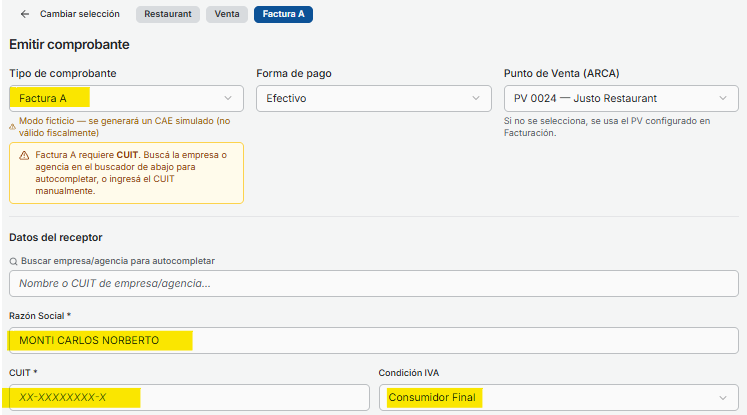 ← Cambiar selección Restaurant Venta Factura A
Emitir comprobante
Tipo de comprobante Forma de pago Punto de Venta (ARCA)
Factura A Efectivo PV 0024 — Justo Restaurant
Modo ficticio — se generará un CAE simulado (no válido fiscalmente)
Si no se selecciona, se usa el PV configurado en Facturación.
Factura A requiere CUIT. Buscá la empresa o
agencia en el buscador de abajo para
autocompletar, o ingresá el CUIT
manualmente.
Datos del receptor
Buscar empresa/agencia para autocompletar
Nombre o CUIT de empresa/agencia...
Razón Social *
MONTI CARLOS NORBERTO
CUIT * Condición IVA
XX-XXXXXXXX-X Consumidor Final